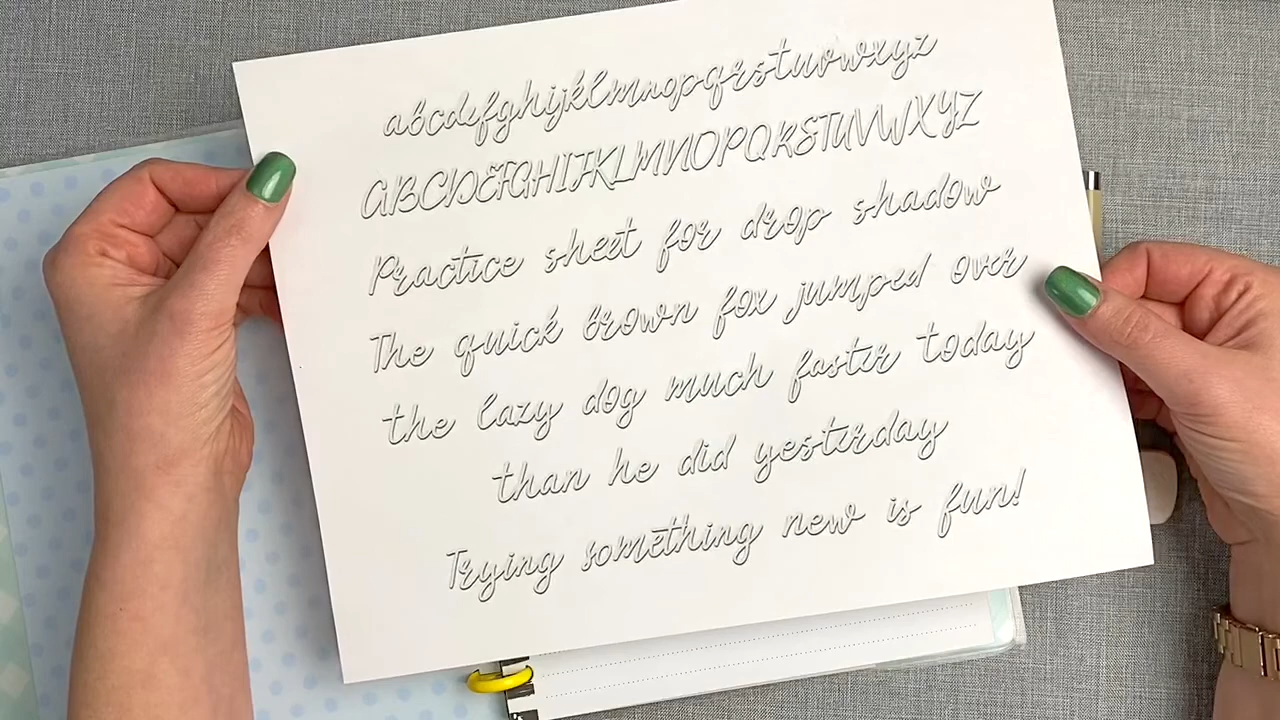 abcdefghijklmnopqrstuvwxyz
ABCDEFGHIJKLMNOPQRSTUVWXYZ
Practice sheet for drop shadow
The quick brown fox jumped over
the lazy dog much faster today
than he did yesterday
Trying something new is fun!